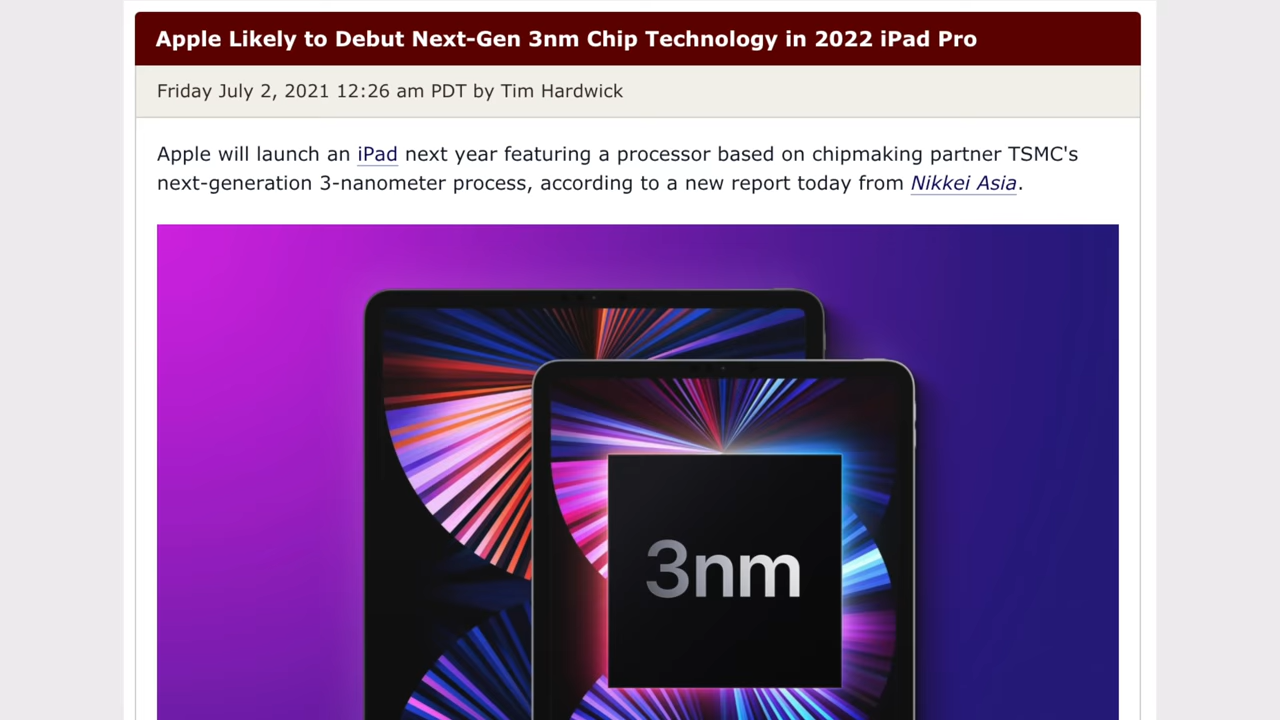 Apple Likely to Debut Next-Gen 3nm Chip Technology in 2022 iPad Pro
Friday July 2, 2021 12:26 am PDT by Tim Hardwick
Apple will launch an iPad next year featuring a processor based on chipmaking partner TSMC's
next-generation 3-nanometer process, according to a new report today from Nikkei Asia.
3nm